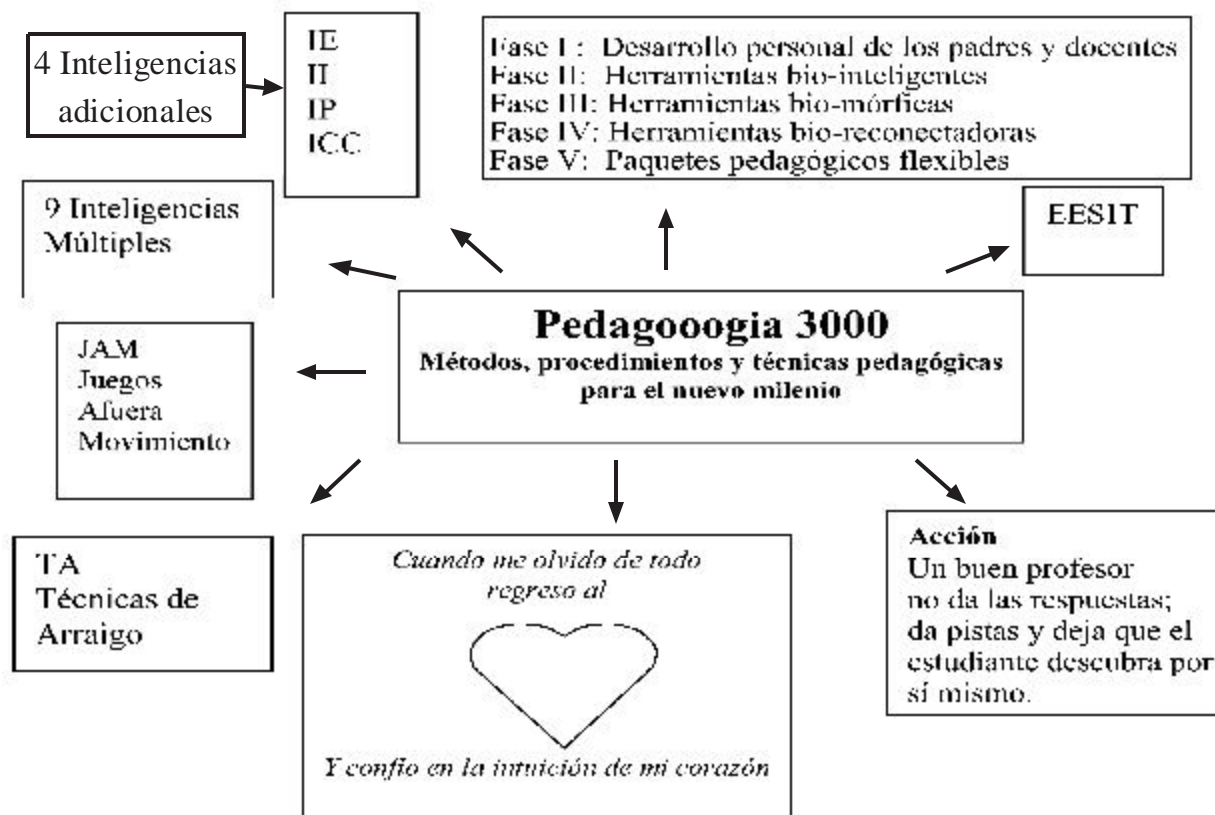 4 Inteligencias
adicionales
IE
II
IP
ICC
Fase I : Desarrollo personal de los padres y docentes
Fase II: Herramientas bio-inteligentes
Fase III: Herramientas bio-mórficas
Fase IV: Herramientas bio-reconectadoras
Fase V: Paquetes pedagógicos flexibles
9 Inteligencias
Múltiples
EESIT
Pedagooogia 3000
Métodos, procedimientos y técnicas pedagógicas
para el nuevo milenio
JAM
Juegos
Afuera
Movimiento
TA
Técnicas de
Arraigo
Cuando me olvido de todo
regreso al
Y confío en la intuición de mi corazón
Acción
Un buen profesor
no da las respuestas;
da pistas y deja que el
estudiante descubra por
sí mismo.